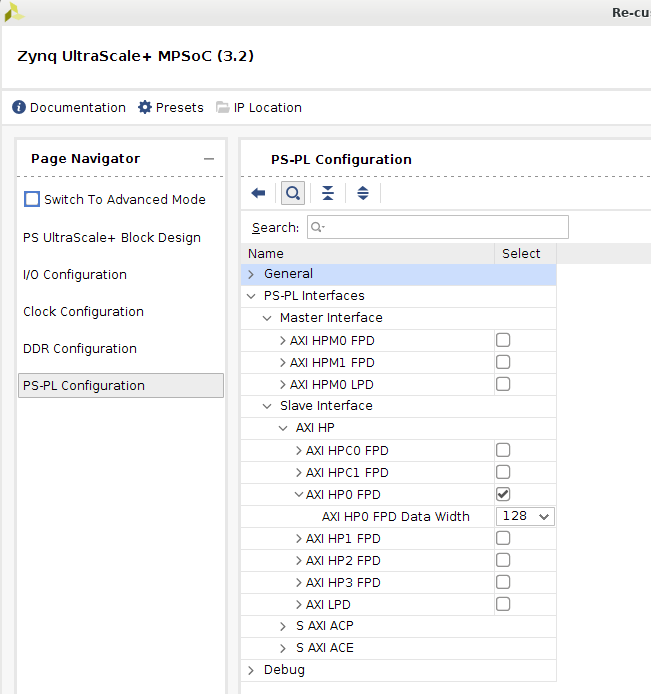 Re-cus
Zynq UltraScale+ MPSoC (3.2)
Documentation Presets IP Location
Page Navigator
Switch To Advanced Mode
PS UltraScale+ Block Design
I/O Configuration
Clock Configuration
DDR Configuration
PS-PL Configuration
PS-PL Configuration
Search:
Name Select
General
PS-PL Interfaces
Master Interface
AXI HPM0 FPD
AXI HPM1 FPD
AXI HPM0 LPD
Slave Interface
AXI HP
AXI HPC0 FPD
AXI HPC1 FPD
AXI HP0 FPD
AXI HP0 FPD Data Width 128
AXI HP1 FPD
AXI HP2 FPD
AXI HP3 FPD
AXI LPD
S AXI ACP
S AXI ACE
Debug